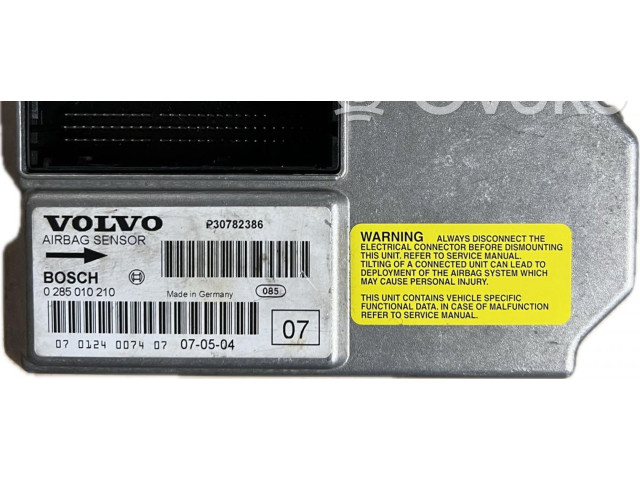 VOLVO
AIRBAG SENSOR
P30782386
BOSCH
0 285 010 210
Made in Germany
085
07 0124 0074 07 07-05-04
07
WARNING ALWAYS DISCONNECT THE
ELECTRICAL CONNECTOR BEFORE DISMOUNTING
THIS UNIT. REFER TO SERVICE MANUAL.
TILTING OF A CONNECTED UNIT CAN LEAD TO
DEPLOYMENT OF THE AIRBAG SYSTEM WHICH
MAY CAUSE PERSONAL INJURY.
THIS UNIT CONTAINS VEHICLE SPECIFIC
FUNCTIONAL DATA. IN CASE OF MALFUNCTION
REFER TO SERVICE MANUAL.